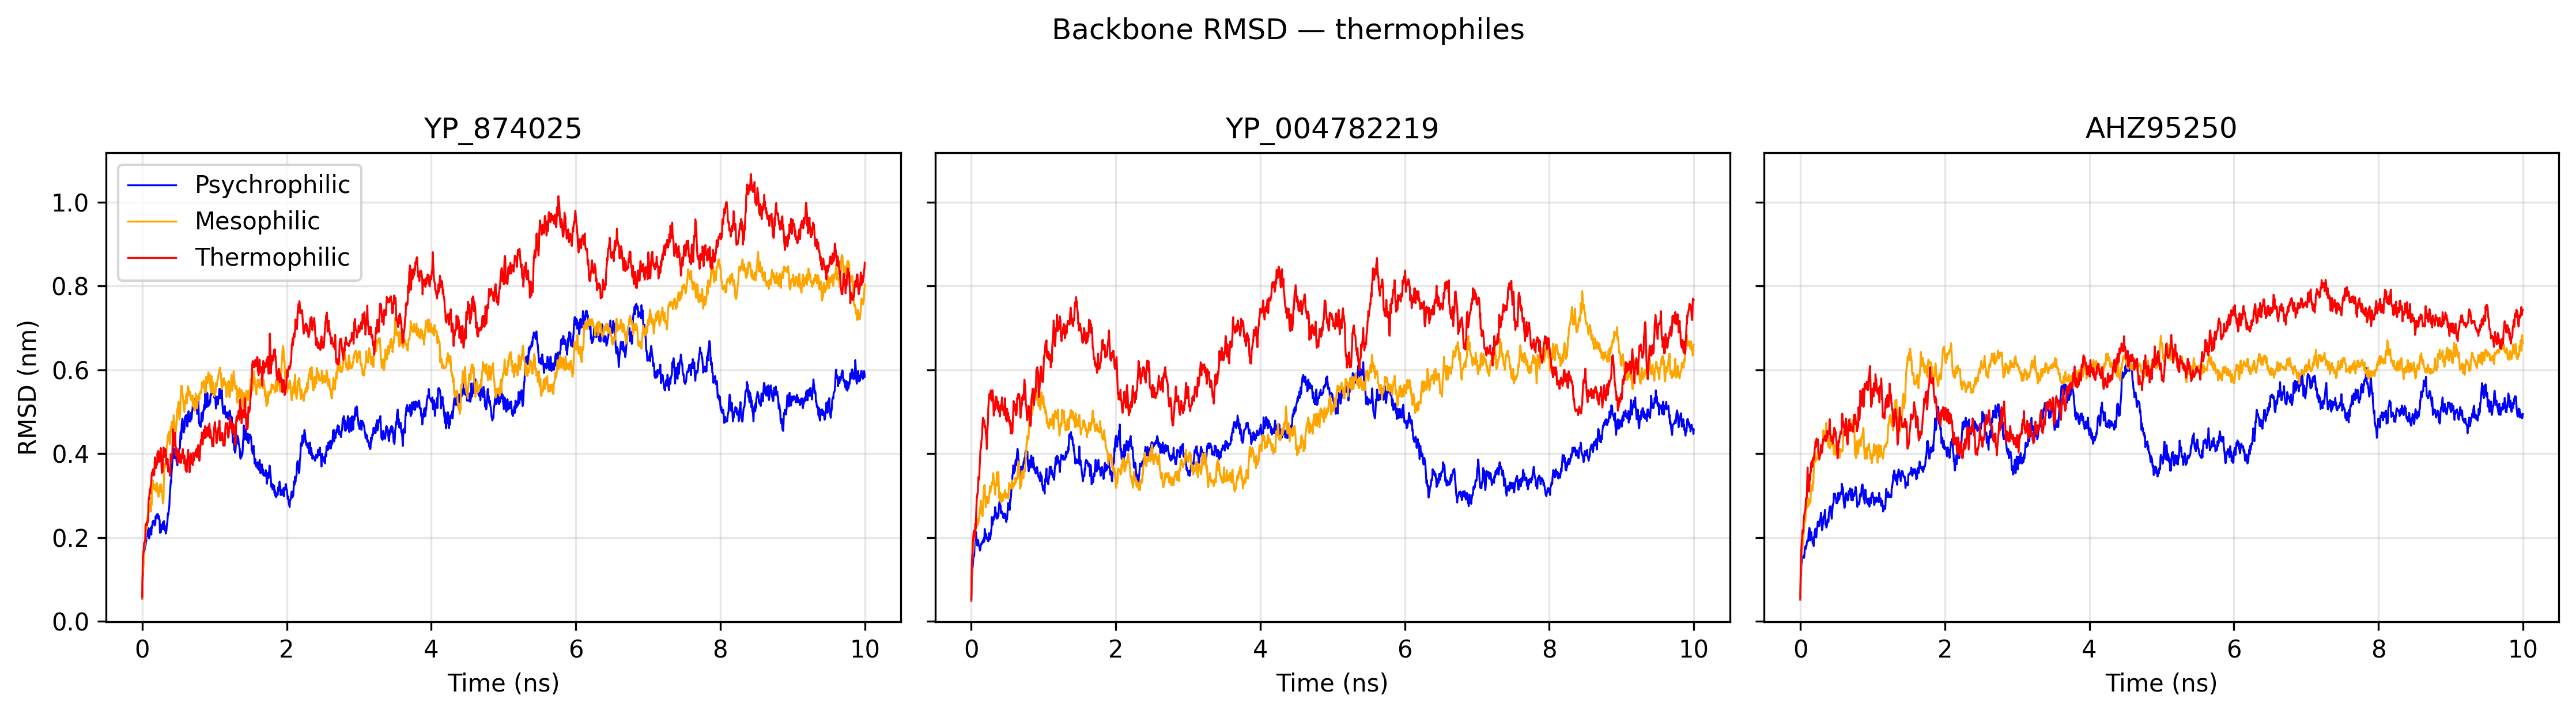 Backbone RMSD — thermophiles
YP_874025
YP_004782219
AHZ95250
Psychrophilic
Mesophilic
Thermophilic
RMSD (nm)
1.0
0.8
0.6
0.4
0.2
0.0
0 2 4 6 8 10
0 2 4 6 8 10
0 2 4 6 8 10
Time (ns)
Time (ns)
Time (ns)